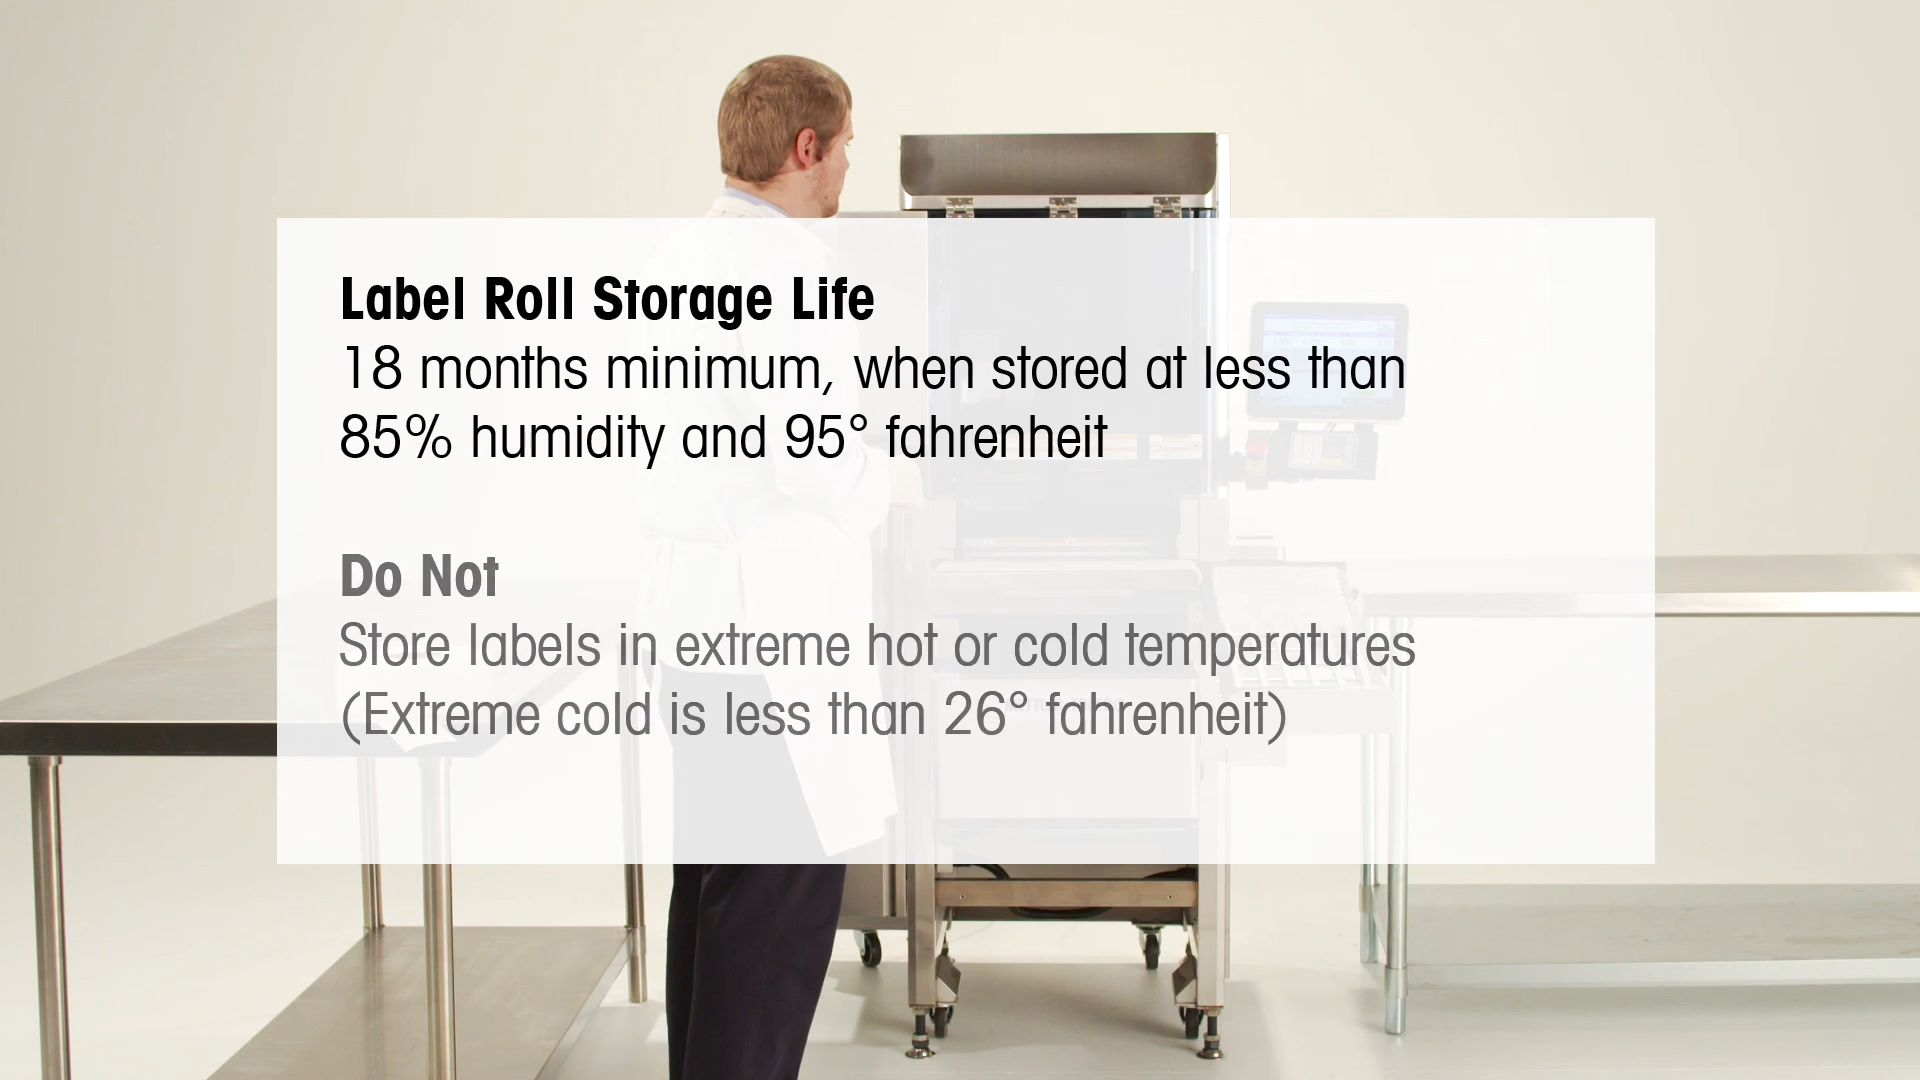 Label Roll Storage Life
18 months minimum, when stored at less than
85% humidity and 95° fahrenheit
Do Not
Store labels in extreme hot or cold temperatures
(Extreme cold is less than 26° fahrenheit)